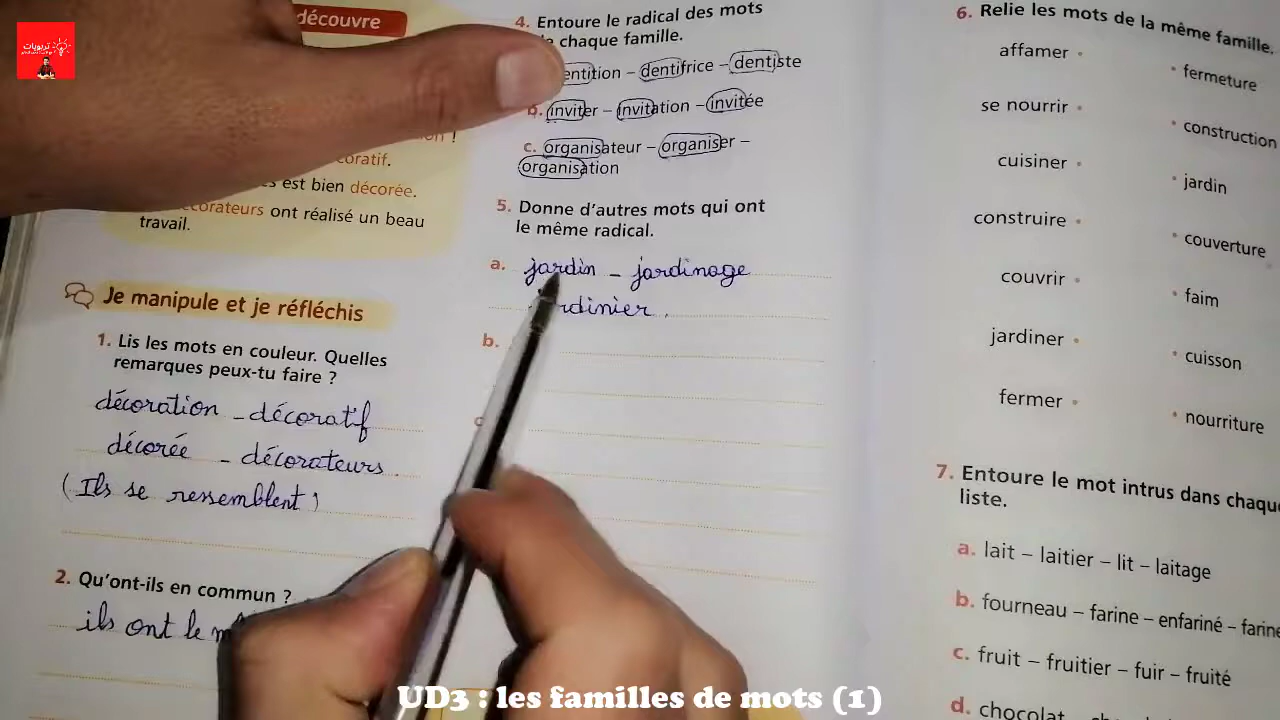 تربويات
découvre
coratif.
est bien décorée.
corateurs ont réalisé un beau
travail.
Je manipule et je réfléchis
1. Lis les mots en couleur. Quelles
remarques peux-tu faire ?
décoration - décoratif
décorée - décorateurs.
(Ils se ressemblent)
2. Qu'ont-ils en commun ?
ils ont le m
4. Entoure le radical des mots
chaque famille.
entition – dentifrice – dentiste
b. inviter – invitation – invitée
c. organisateur – organiser –
organisation
5. Donne d'autres mots qui ont
le même radical.
a. jardin - jardinage
rdinier.
b.
6. Relie les mots de la même famille.
affamer • • fermeture
se nourrir • • construction
cuisiner • • jardin
construire • • couverture
couvrir • • faim
jardiner • • cuisson
fermer • • nourriture
7. Entoure le mot intrus dans chaque
liste.
a. lait – laitier – lit – laitage
b. fourneau – farine – enfariné – farine
c. fruit – fruitier – fuir – fruité
d. chocolat –
UD3 : les familles de mots (1)